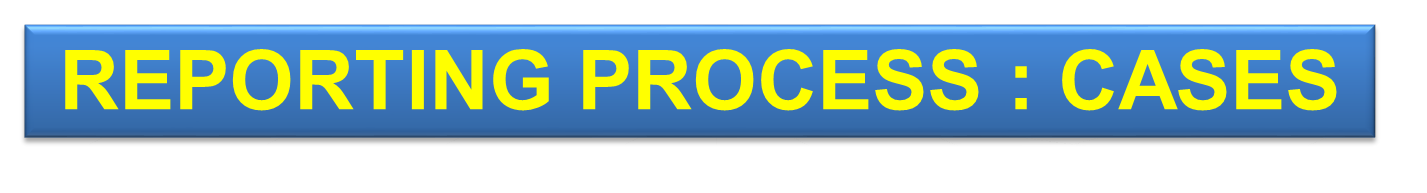 REPORTING PROCESS : CASES